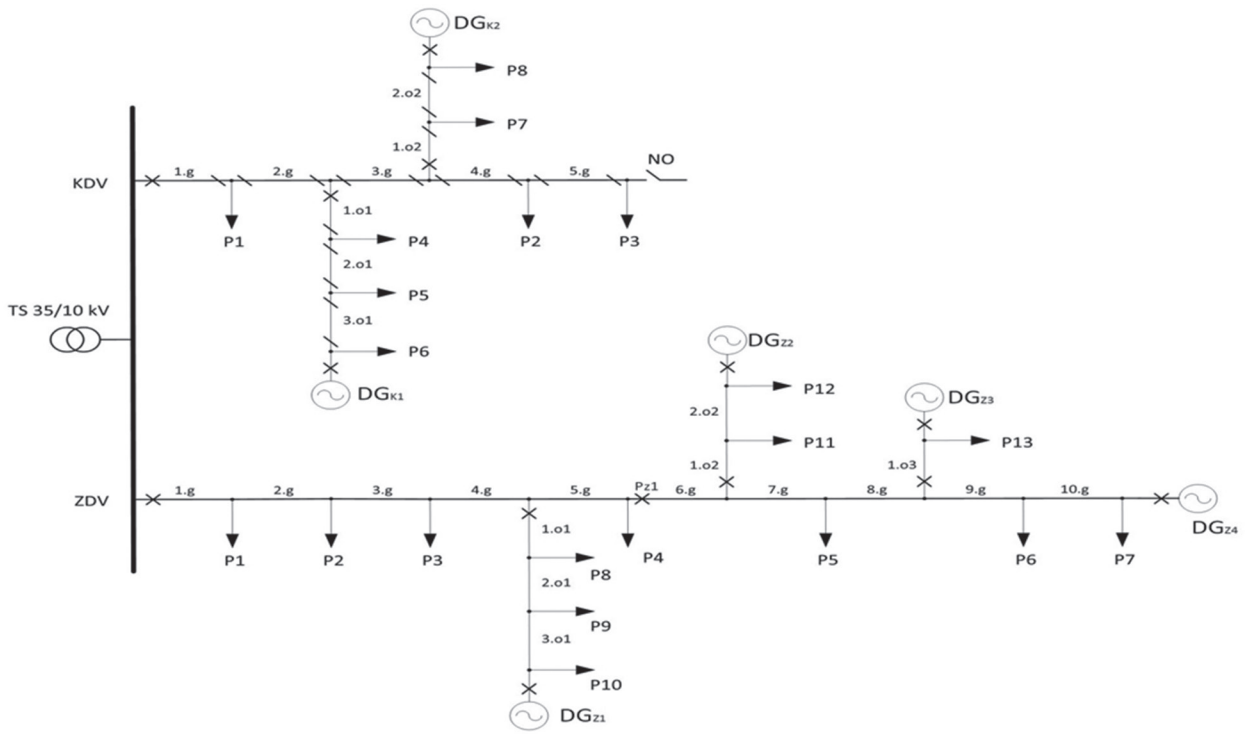 DGK2
P8
2.o2
P7
1.o2
NO
KDV
1.g 2.g 3.g 4.g 5.g
1.o1
P1 P4 P2 P3
2.o1
P5
TS 35/10 kV
3.o1
P6
DGK1
DGZ2
P12
DGZ3
2.o2
P11
P13
1.o2
1.o3
ZDV
1.g 2.g 3.g 4.g 5.g Pz1 6.g 7.g 8.g 9.g 10.g
DGZ4
1.o1
P1 P2 P3 P4 P5 P6 P7
P8
2.o1
P9
3.o1
P10
DGZ1